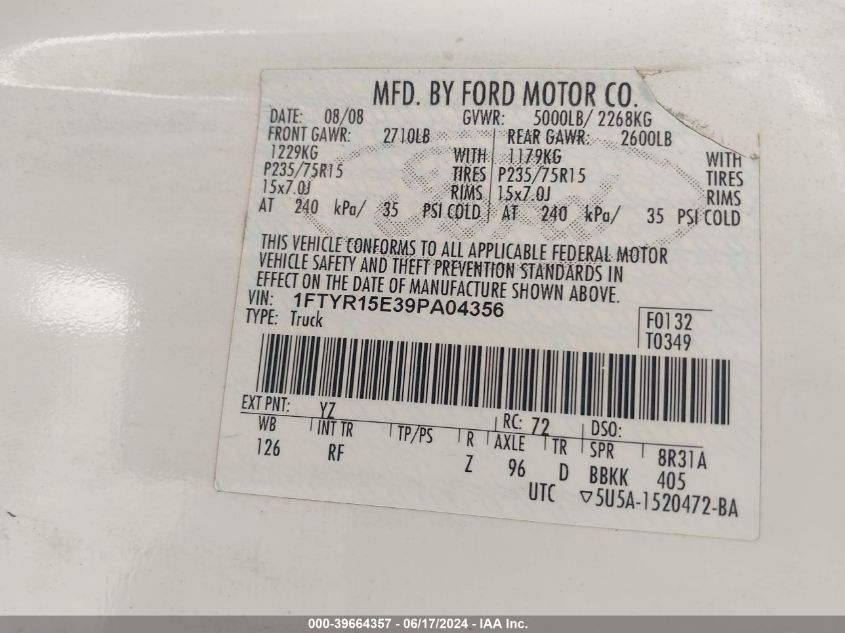 MFD. BY FORD MOTOR CO.
DATE: 08/08 GVWR: 5000LB/ 2268KG
FRONT GAWR: 2710LB REAR GAWR: 2600LB
1229KG WITH 1179KG WITH
P235/75R15 TIRES P235/75R15 TIRES
15x7.0J RIMS 15x7.0J RIMS
AT 240 kPa/ 35 PSI COLD AT 240 kPa/ 35 PSI COLD
THIS VEHICLE CONFORMS TO ALL APPLICABLE FEDERAL MOTOR
VEHICLE SAFETY AND THEFT PREVENTION STANDARDS IN
EFFECT ON THE DATE OF MANUFACTURE SHOWN ABOVE.
VIN: 1FTYR15E39PA04356
TYPE: Truck
F0132
T0349
EXT PNT: YZ RC: 72 DSO:
WB INT TR TP/PS R AXLE TR SPR 8R31A
126 RF Z 96 D BBKK 405
UTC ▽5U5A-1520472-BA
000-39664357 - 06/17/2024 - IAA Inc.